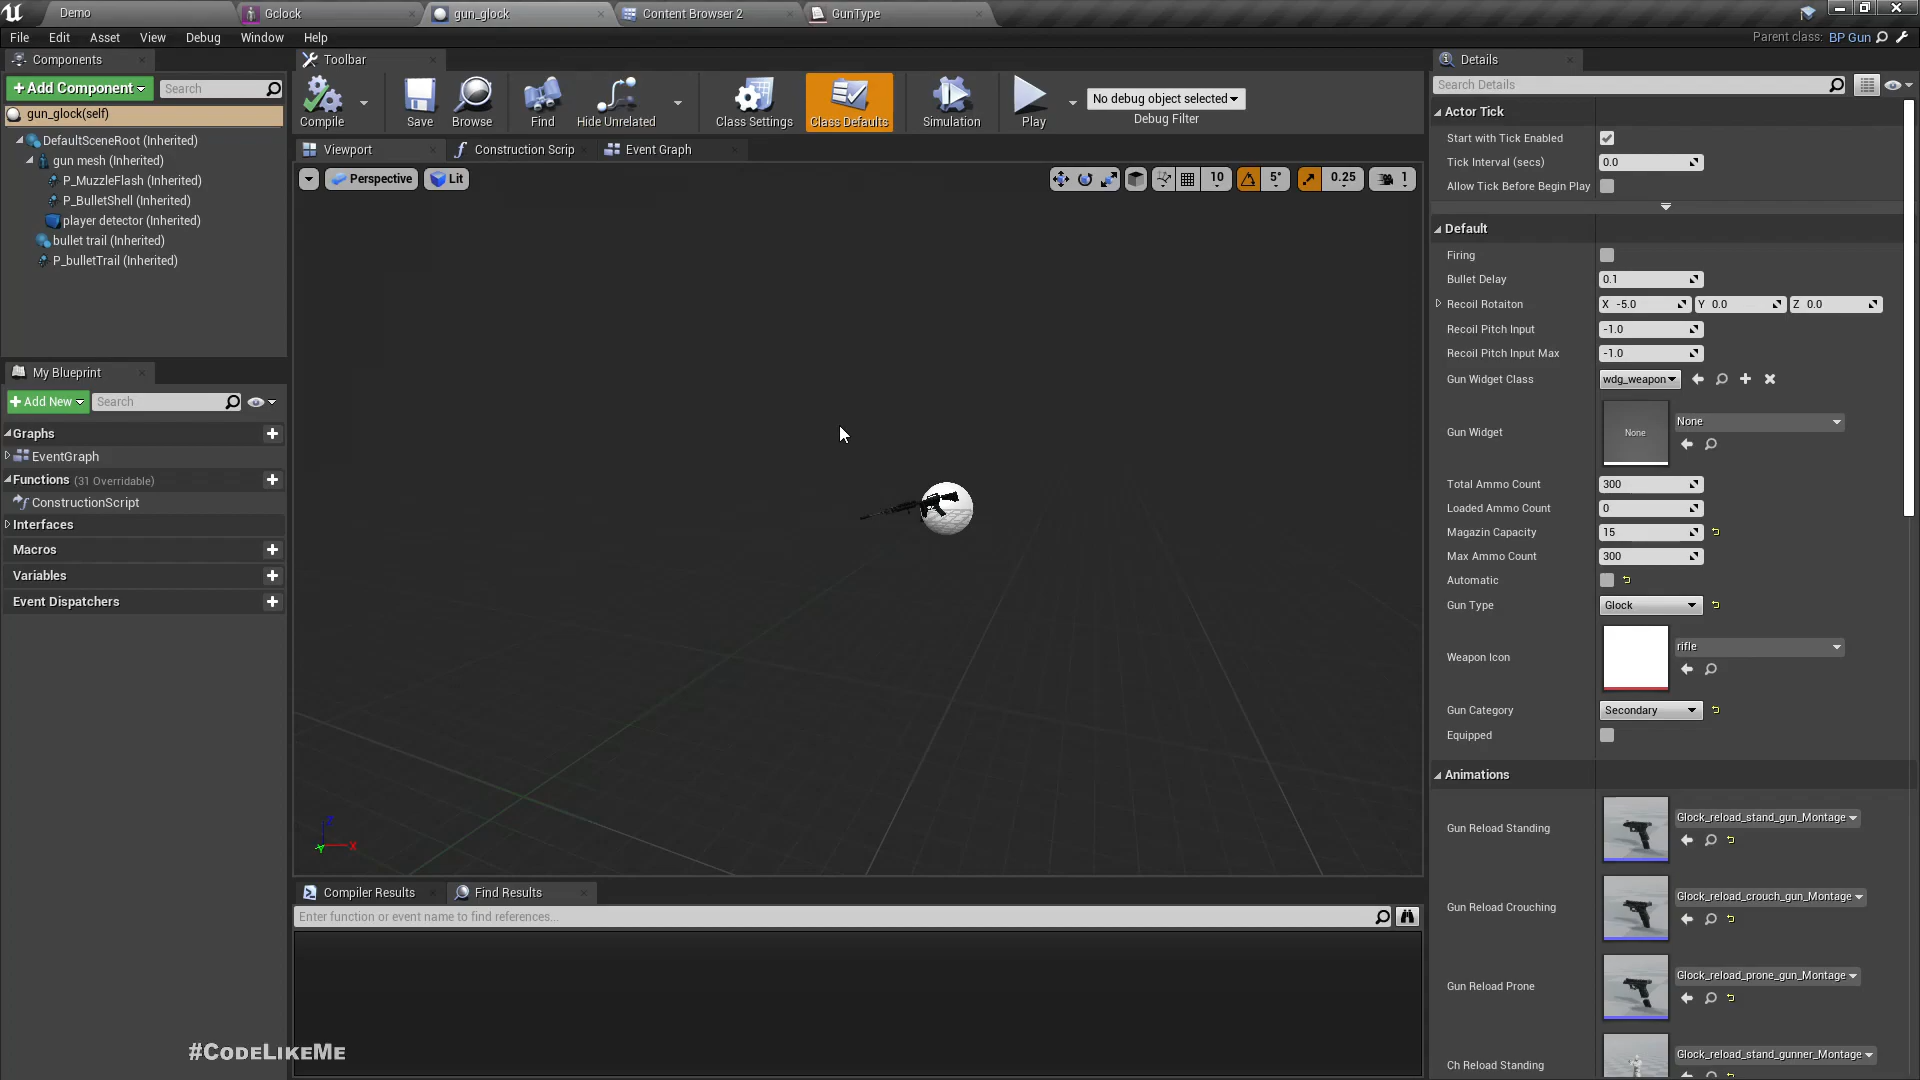 Demo
Gclock
gun_glock
Content Browser 2
GunType
File
Edit
Asset
View
Debug
Window
Help
Parent class: BP Gun
Components
+Add Component
Search
gun_glock(self)
DefaultSceneRoot (Inherited)
gun mesh (Inherited)
P_MuzzleFlash (Inherited)
P_BulletShell (Inherited)
player detector (Inherited)
bullet trail (Inherited)
P_bulletTrail (Inherited)
My Blueprint
+Add New
Search
Graphs
EventGraph
Functions (31 Overridable)
ConstructionScript
Interfaces
Macros
Variables
Event Dispatchers
Toolbar
Compile
Save
Browse
Find
Hide Unrelated
Class Settings
Class Defaults
Simulation
Play
No debug object selected
Debug Filter
Viewport
Construction Scrip
Event Graph
Perspective
Lit
10
5°
0.25
1
Z
X
Y
Compiler Results
Find Results
Enter function or event name to find references...
Details
Search Details
Actor Tick
Start with Tick Enabled
Tick Interval (secs) 0.0
Allow Tick Before Begin Play
Default
Firing
Bullet Delay 0.1
Recoil Rotaiton X -5.0 Y 0.0 Z 0.0
Recoil Pitch Input -1.0
Recoil Pitch Input Max -1.0
Gun Widget Class wdg_weapon
Gun Widget None None
Total Ammo Count 300
Loaded Ammo Count 0
Magazin Capacity 15
Max Ammo Count 300
Automatic
Gun Type Glock
Weapon Icon rifle
Gun Category Secondary
Equipped
Animations
Gun Reload Standing Glock_reload_stand_gun_Montage
Gun Reload Crouching Glock_reload_crouch_gun_Montage
Gun Reload Prone Glock_reload_prone_gun_Montage
Ch Reload Standing Glock_reload_stand_gunner_Montage
#CodeLikeMe